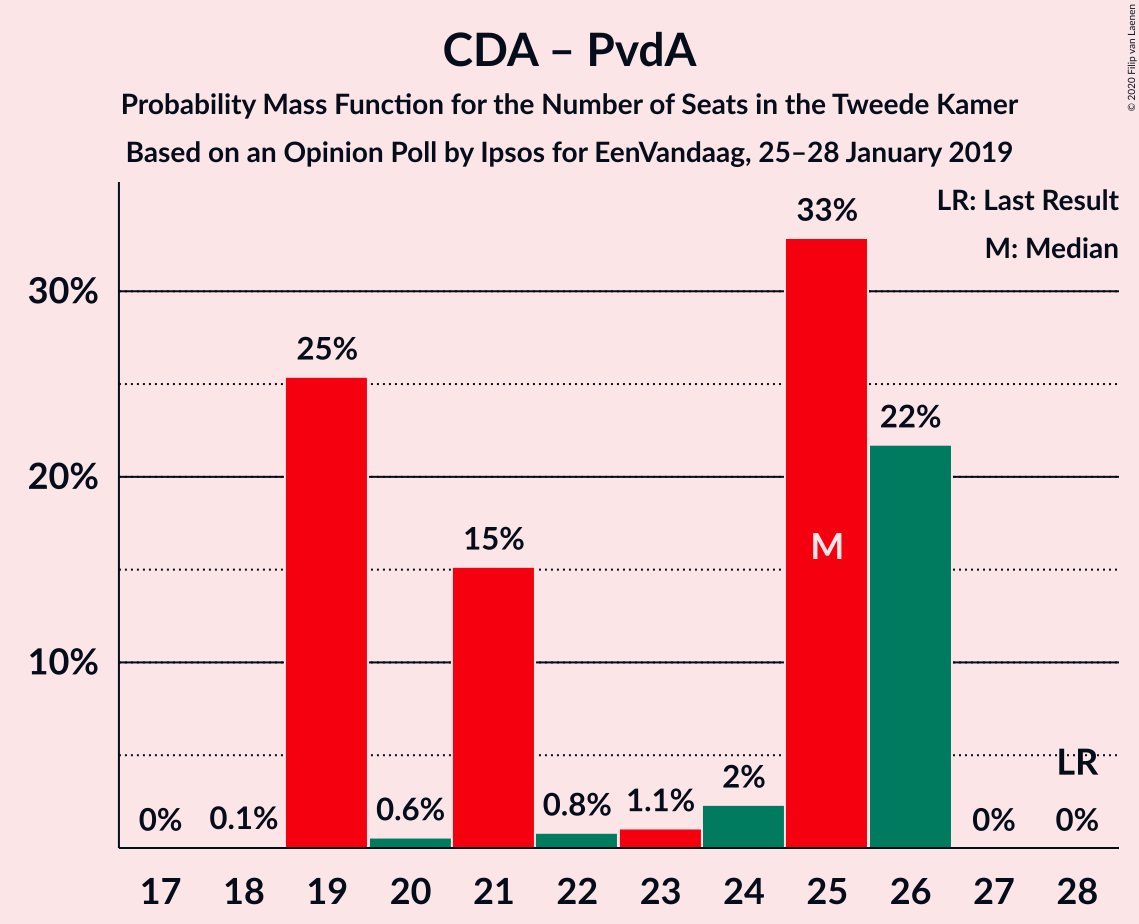 CDA – PvdA
Probability Mass Function for the Number of Seats in the Tweede Kamer
Based on an Opinion Poll by Ipsos for EenVandaag, 25–28 January 2019
© 2020 Filip van Laenen
LR: Last Result
M: Median
30%
20%
10%
0%
0.1%
25%
0.6%
15%
0.8%
1.1%
2%
33%
M
22%
0%
LR
0%
17 18 19 20 21 22 23 24 25 26 27 28